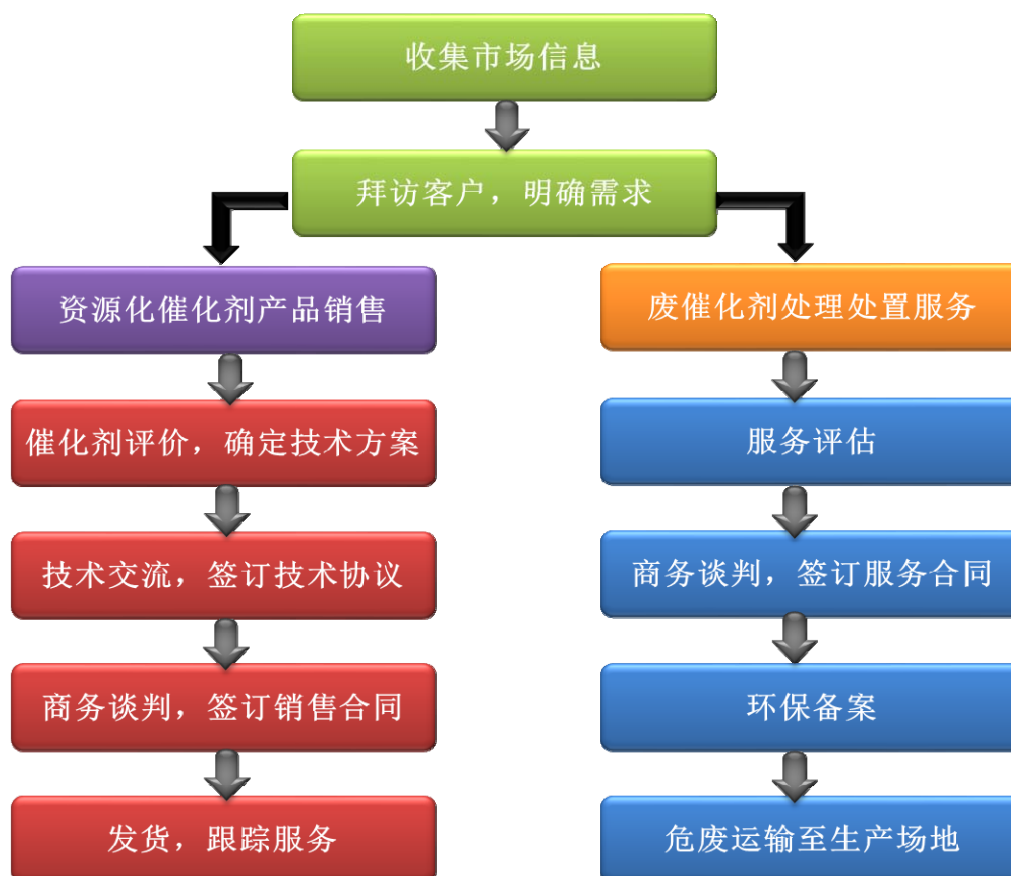 收集市场信息
拜访客户，明确需求
资源化催化剂产品销售
废催化剂处理处置服务
催化剂评价，确定技术方案
服务评估
技术交流，签订技术协议
商务谈判，签订服务合同
商务谈判，签订销售合同
环保备案
发货，跟踪服务
危废运输至生产场地